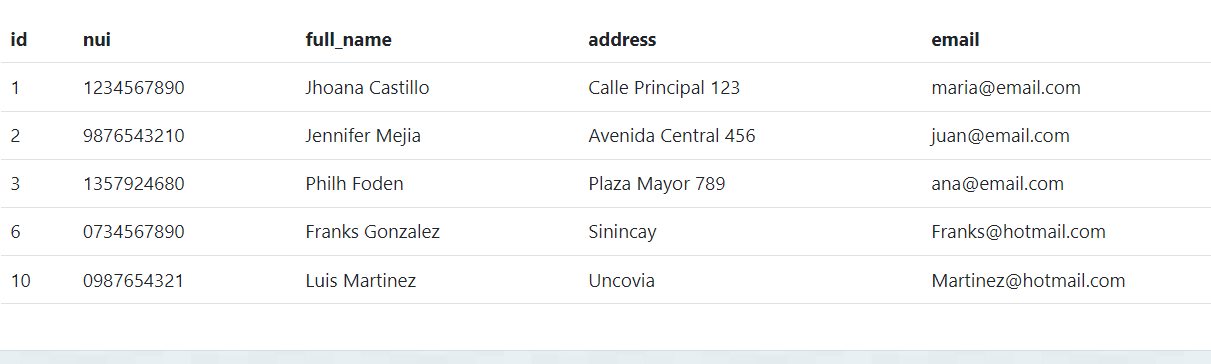 id nui full_name address email
1 1234567890 Jhoana Castillo Calle Principal 123 maria@email.com
2 9876543210 Jennifer Mejia Avenida Central 456 juan@email.com
3 1357924680 Philh Foden Plaza Mayor 789 ana@email.com
6 0734567890 Franks Gonzalez Sinincay Franks@hotmail.com
10 0987654321 Luis Martinez Uncovia Martinez@hotmail.com